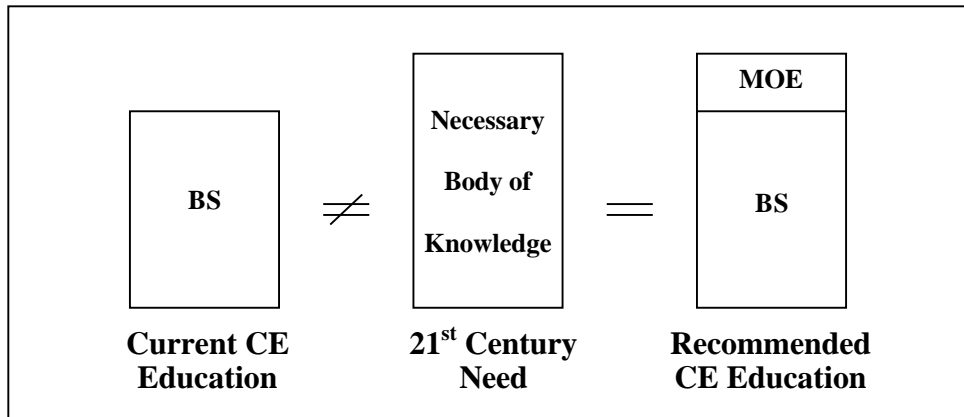 BS
Current CE
Education
≠
Necessary
Body of
Knowledge
21st Century
Need
=
MOE
BS
Recommended
CE Education